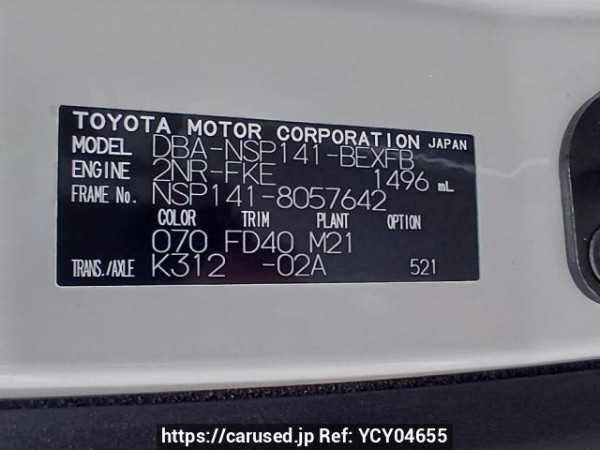 TOYOTA MOTOR CORPORATION JAPAN
MODEL DBA-NSP141-BEXFB
ENGINE 2NR-FKE 1496 mL
FRAME No. NSP141-8057642
COLOR TRIM PLANT OPTION
070 FD40 M21
TRANS./AXLE K312 -02A 521
https://carused.jp Ref: YCY04655